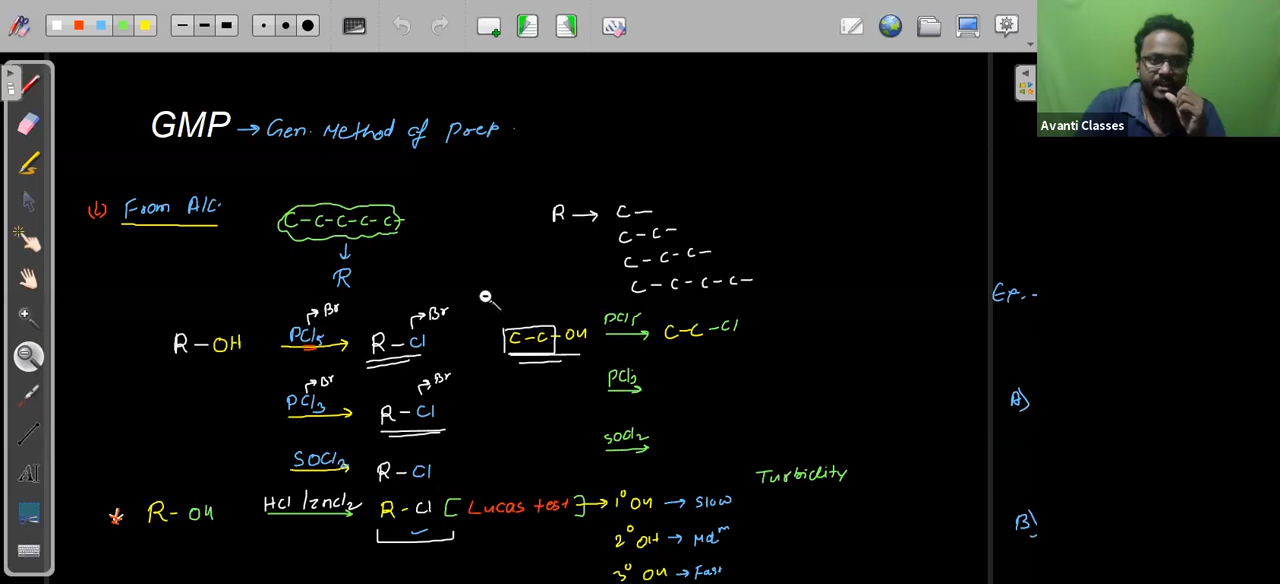 Avanti Classes
GMP → Gen. Method of Prep.
(i) From Alc.
C-C-C-C-C-
↓
R
R → C-
C-C-
C-C-C-
C-C-C-C-
Ex. -
R-OH PCl5 → Br R-Cl → Br
C-C-OH PCl5 C-C-Cl
PCl3 → Br R-Cl → Br
PCl3
A)
SOCl2 R-Cl
SOCl2
Turbidity
* R-OH HCl/ZnCl2 R-Cl [Lucas test] → 1° OH → Slow
2° OH → Mdm
B)
3° OH → Fast